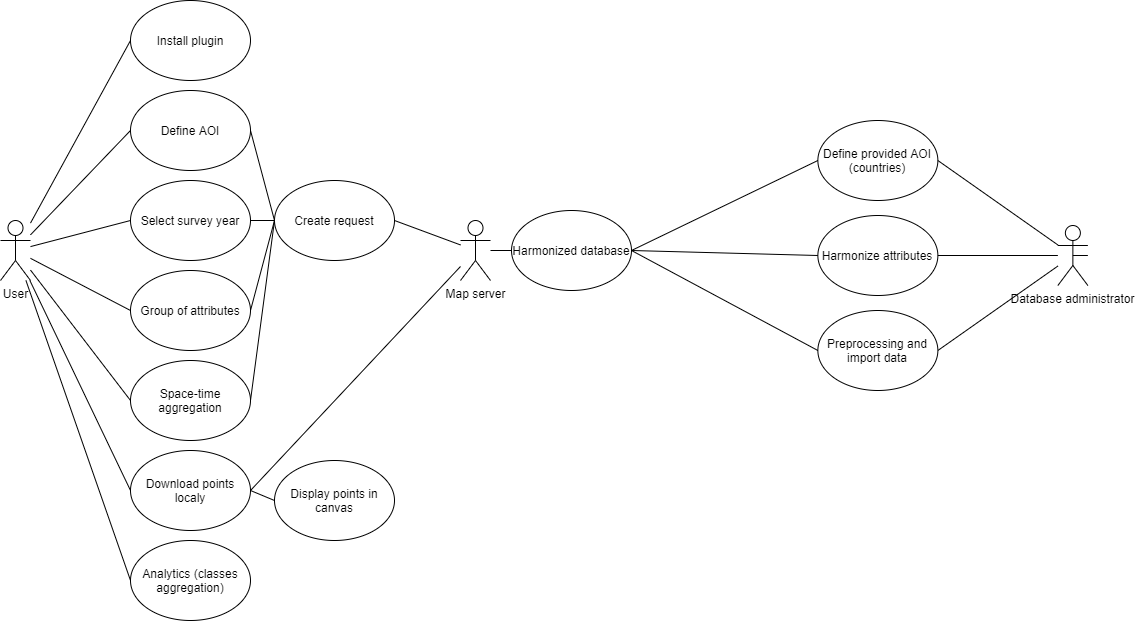 Install plugin
Define AOI
Select survey year
Group of attributes
Space-time
aggregation
Download points
localy
Analytics (classes
aggregation)
User
Create request
Display points in
canvas
Map server
Harmonized database
Define provided AOI
(countries)
Harmonize attributes
Preprocessing and
import data
Database administrator